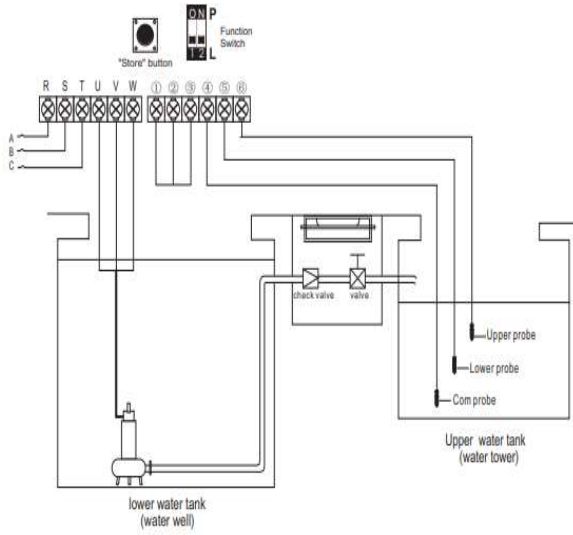 ON P
Function
Switch
1 2 L
"Store" button
R S T U V W ① ② ③ ④ ⑤ ⑥
A
B
C
check valve
valve
Upper probe
Lower probe
Com probe
Upper water tank
(water tower)
lower water tank
(water well)